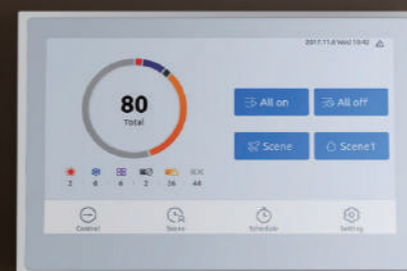 2017.11.8 Wed 10:42
80
Total
All on
All off
Scene
Scene1
2 6 6 2 36 44
Control
Scene
Schedule
Setting